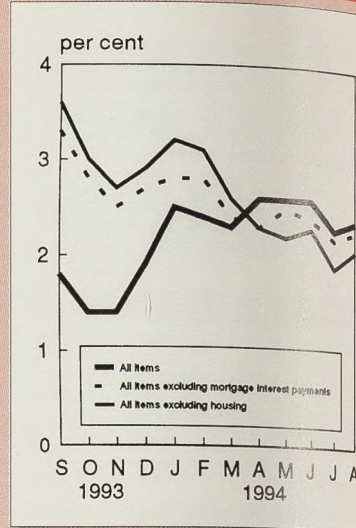 per cent
4
3
2
1
0
All items
All items excluding mortgage interest payments
All items excluding housing
S O N D J F M A M J J A
1993 1994